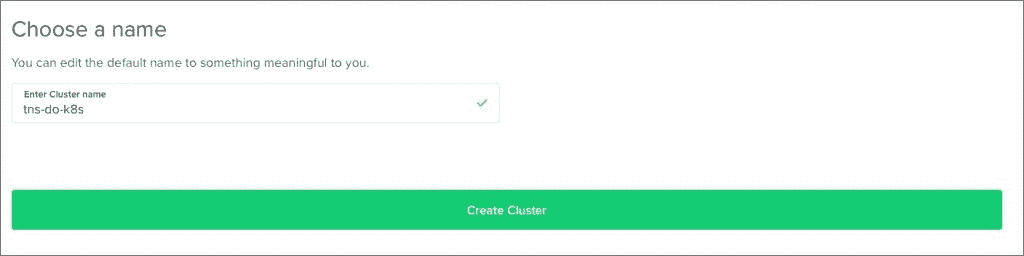 Choose a name
You can edit the default name to something meaningful to you.
Enter Cluster name
tns-do-k8s
Create Cluster